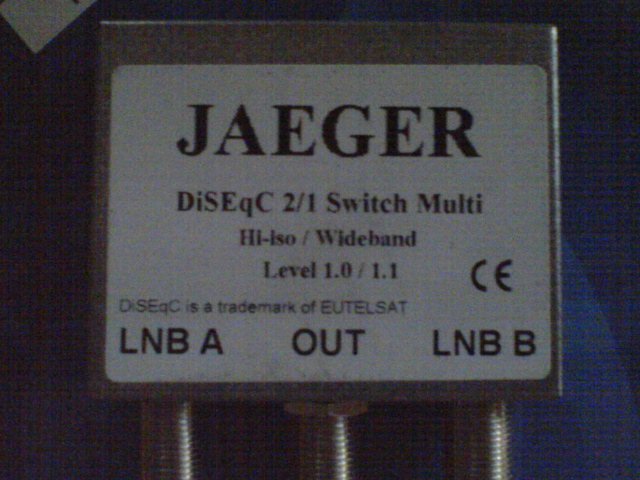 JAEGER
DiSEqC 2/1 Switch Multi
Hi-iso / Wideband
Level 1.0 / 1.1
CE
DiSEqC is a trademark of EUTELSAT
LNB A OUT LNB B